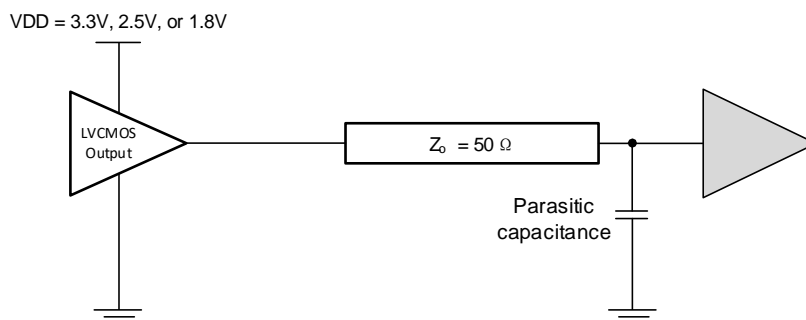 VDD = 3.3V, 2.5V, or 1.8V
LVCMOS
Output
Zo = 50 Ω
Parasitic
capacitance